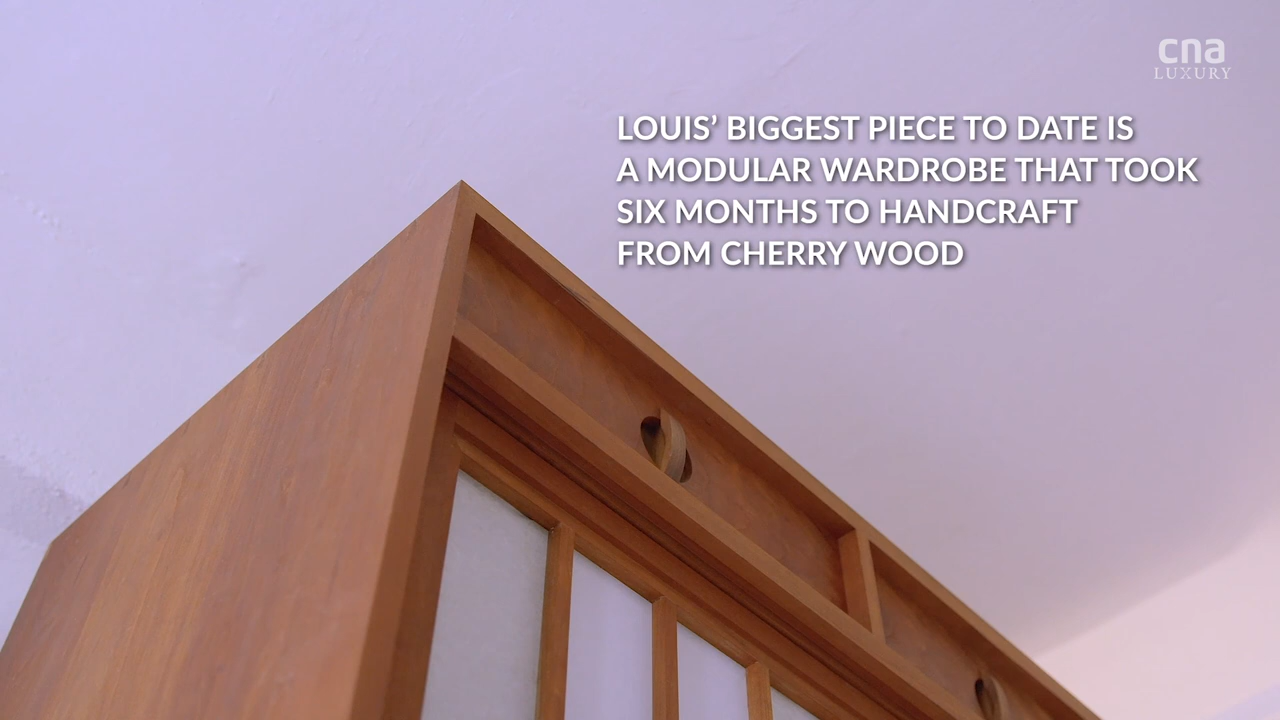 cna
LUXURY
LOUIS’ BIGGEST PIECE TO DATE IS
A MODULAR WARDROBE THAT TOOK
SIX MONTHS TO HANDCRAFT
FROM CHERRY WOOD